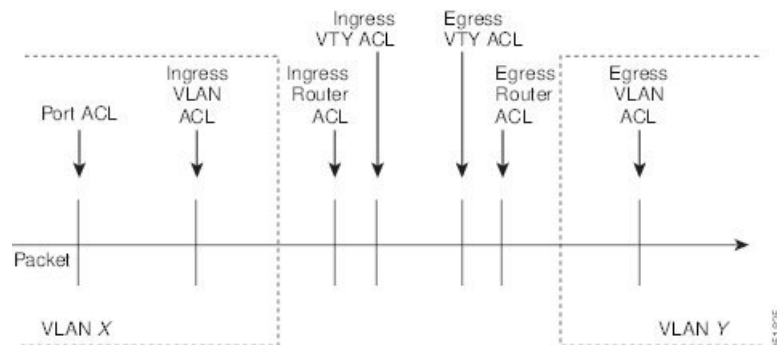 Ingress
VTY ACL
Egress
VTY ACL
Port ACL
Ingress
VLAN
ACL
Ingress
Router
ACL
Egress
Router
ACL
Egress
VLAN
ACL
Packet
VLAN X
VLAN Y